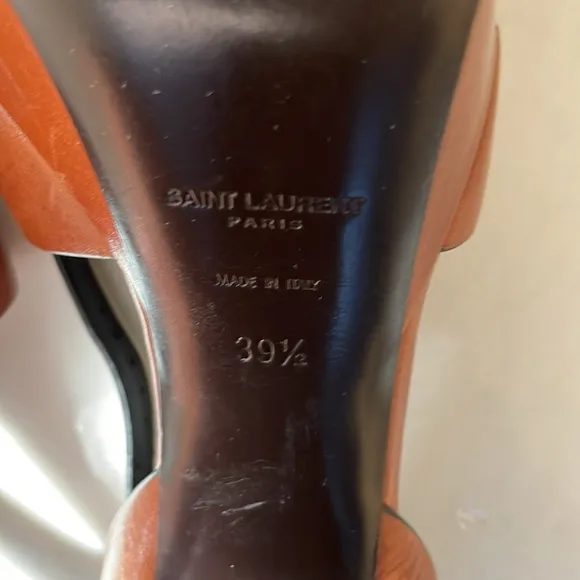 SAINT LAURENT
PARIS
MADE IN ITALY
39½